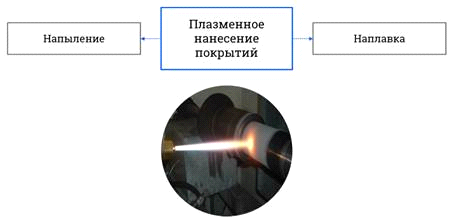 Плазменное
Напыление
нанесение
Наплавка
покрытий